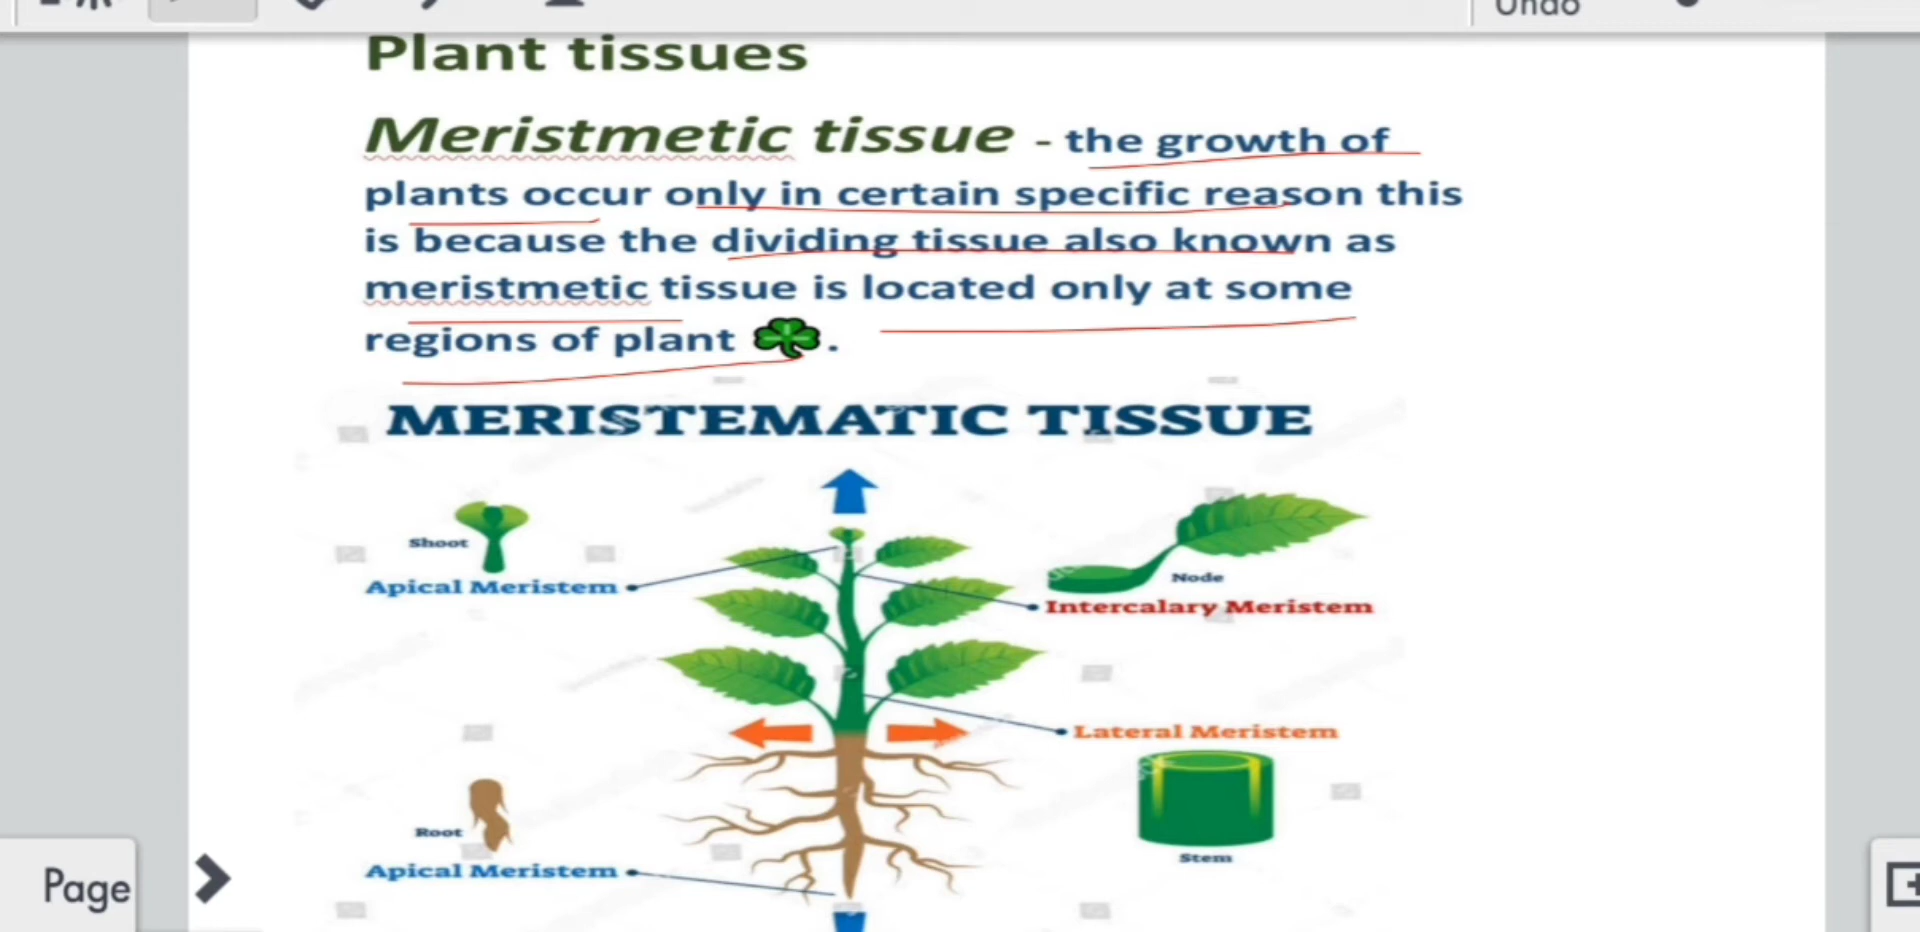 Undo
Plant tissues
Meristmetic tissue - the growth of
plants occur only in certain specific reason this
is because the dividing tissue also known as
meristmetic tissue is located only at some
regions of plant ☘.
MERISTEMATIC TISSUE
Shoot
Apical Meristem
Node
Intercalary Meristem
Lateral Meristem
Root
Stem
Apical Meristem
Page